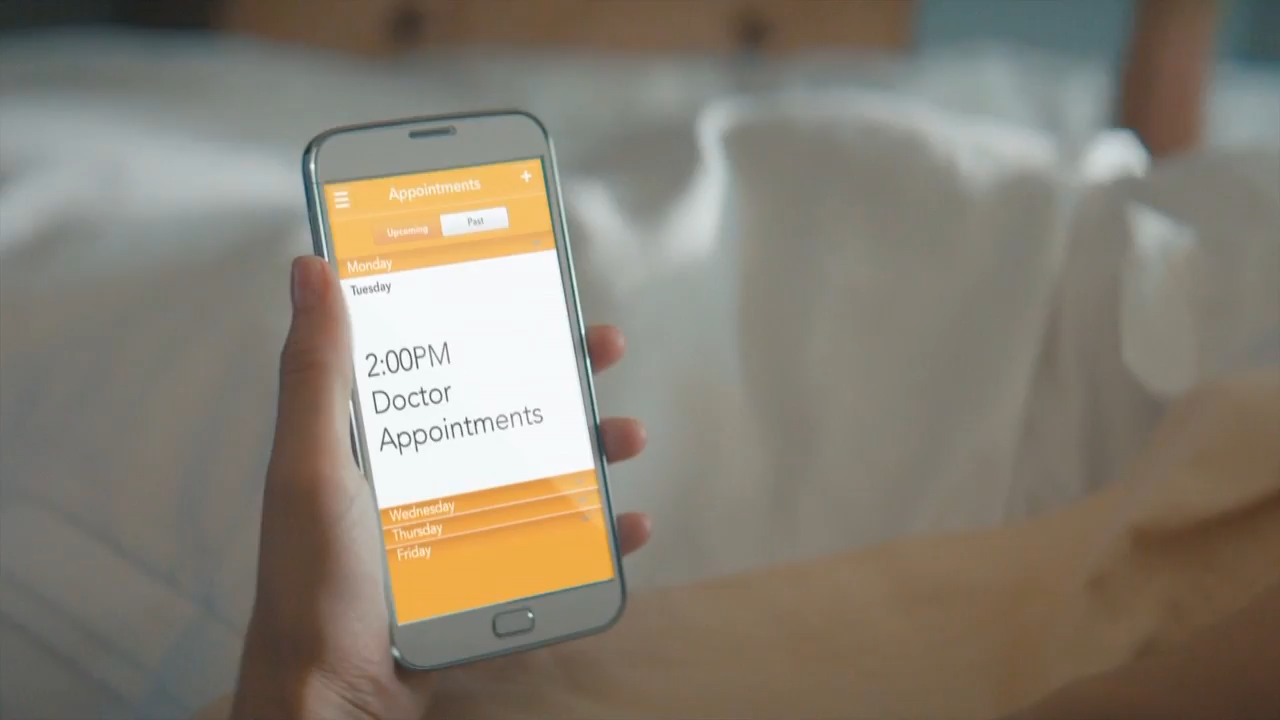 Appointments +
Upcoming Past
Monday
Tuesday
2:00PM
Doctor
Appointments
Wednesday
Thursday
Friday